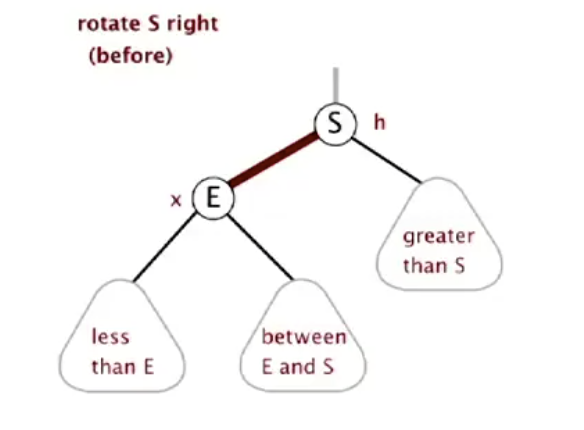 rotate S right
(before)
S
h
x
E
greater
than S
less
than E
between
E and S